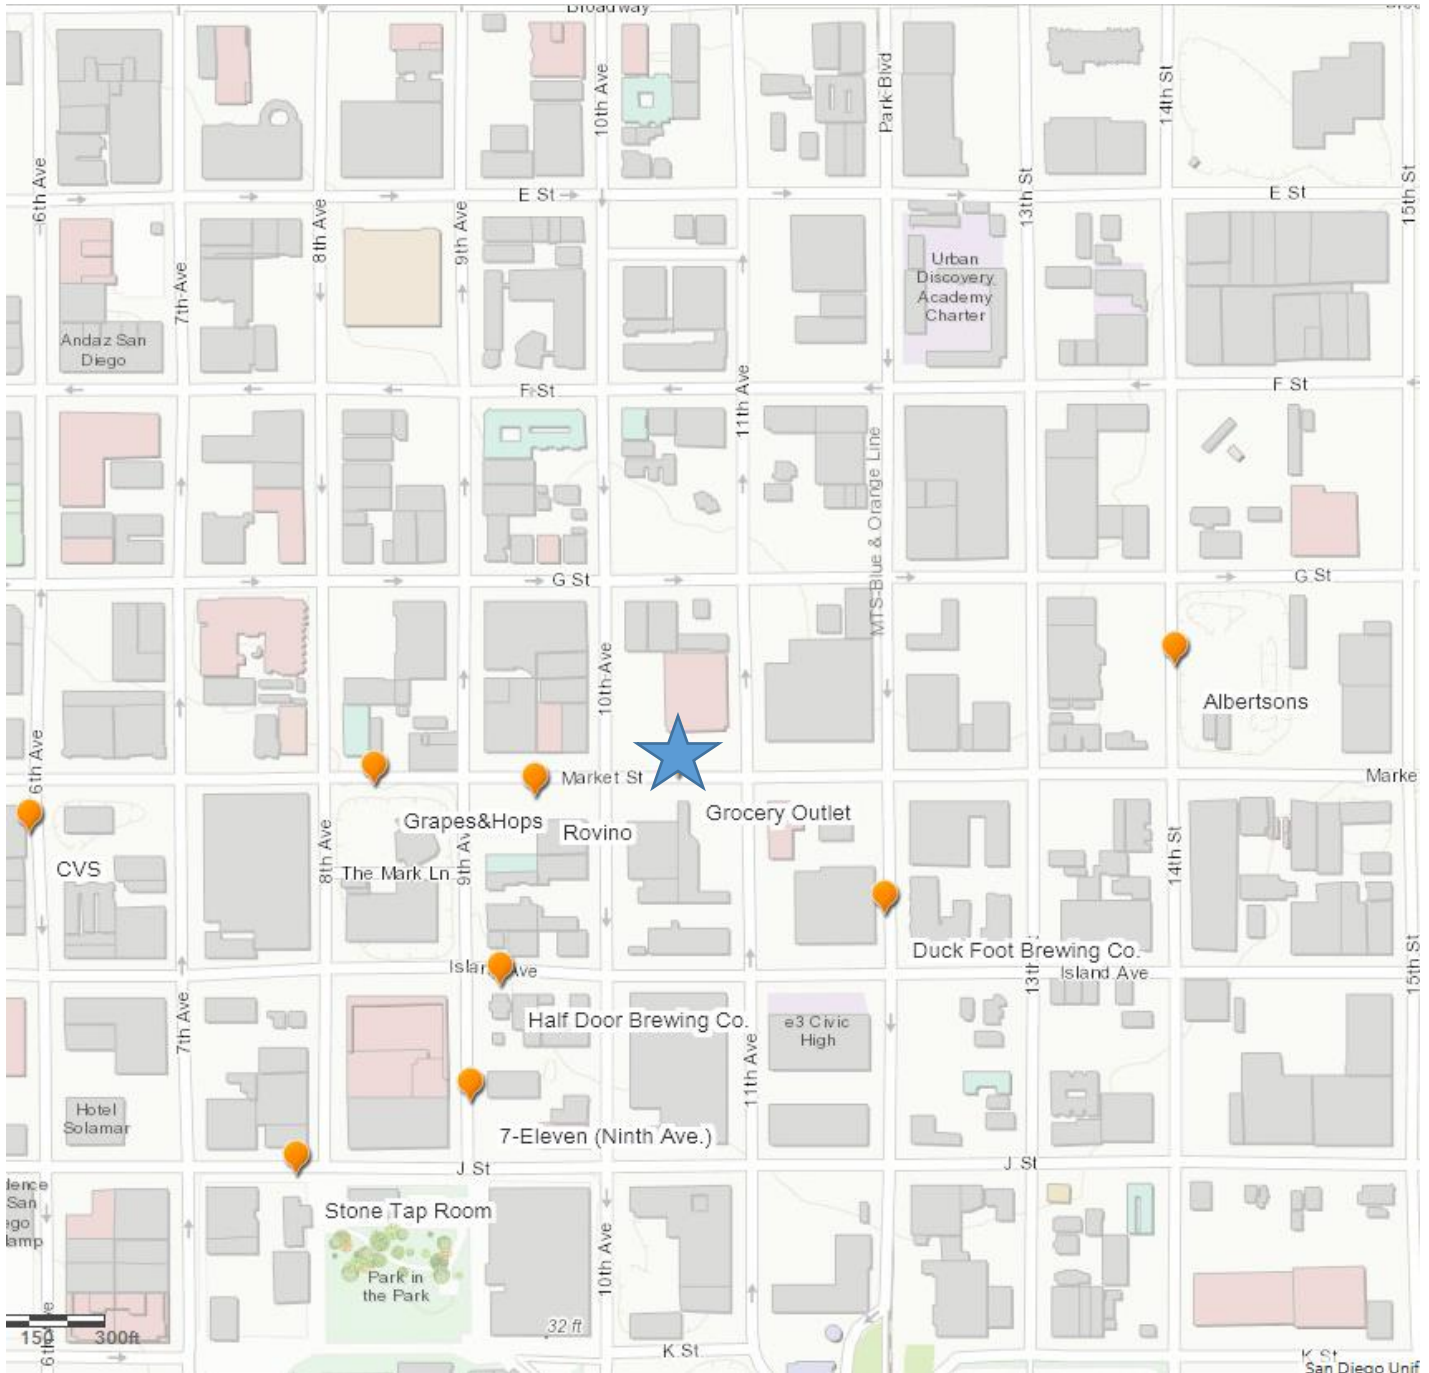 Broadway
10th Ave
Park Blvd
14th St
6th Ave
E St
13th St
E St
15th St
8th Ave
9th Ave
7th Ave
Urban
Discovery
Academy
Charter
Andaz San
Diego
F St
11th Ave
F St
MTS-Blue & Orange Line
G St
G St
10th Ave
Albertsons
6th Ave
Market St
Marke
Grapes&Hops
Rovino
Grocery Outlet
CVS
8th Ave
The Mark Ln
9th Av
14th St
Duck Foot Brewing Co.
Island Ave
13th
15th St
7th Ave
Half Door Brewing Co.
e3 Civic
High
11th Ave
Hotel
Solamar
7-Eleven (Ninth Ave.)
J St
J St
dence
San
ego
lamp
Stone Tap Room
10th Ave
Park in
the Park
32 ft
150
300ft
6th
K St
K St
San Diego Unif